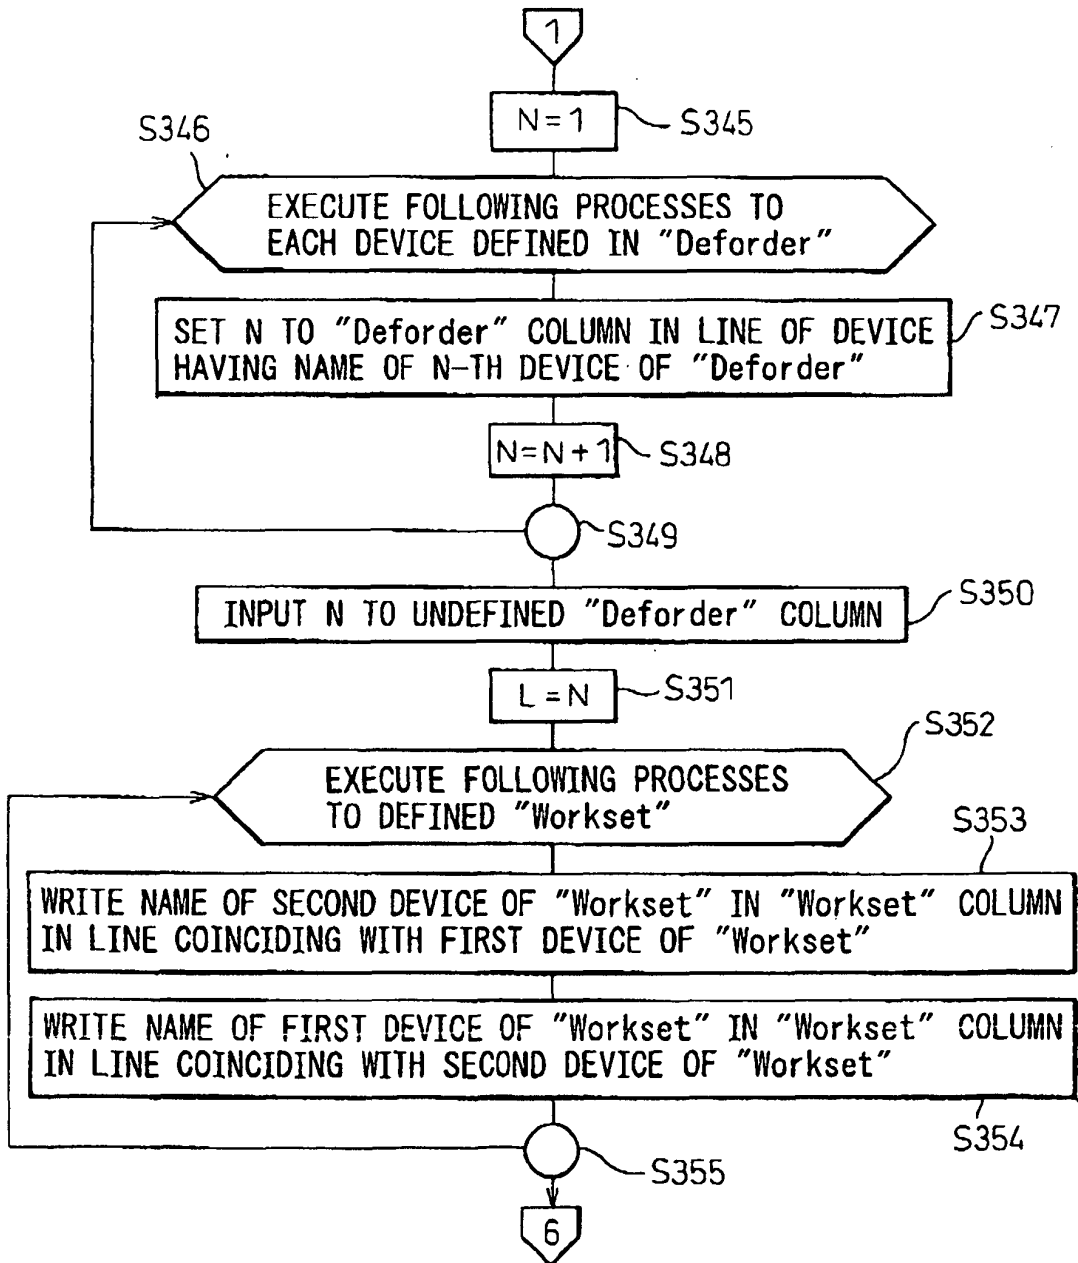 1
N=1
S345
S346
EXECUTE FOLLOWING PROCESSES TO
EACH DEVICE DEFINED IN "Deforder"
SET N TO "Deforder" COLUMN IN LINE OF DEVICE
HAVING NAME OF N-TH DEVICE OF "Deforder"
S347
N=N+1
S348
S349
INPUT N TO UNDEFINED "Deforder" COLUMN
S350
L=N
S351
S352
EXECUTE FOLLOWING PROCESSES
TO DEFINED "Workset"
S353
WRITE NAME OF SECOND DEVICE OF "Workset" IN "Workset" COLUMN
IN LINE COINCIDING WITH FIRST DEVICE OF "Workset"
WRITE NAME OF FIRST DEVICE OF "Workset" IN "Workset" COLUMN
IN LINE COINCIDING WITH SECOND DEVICE OF "Workset"
S354
S355
6